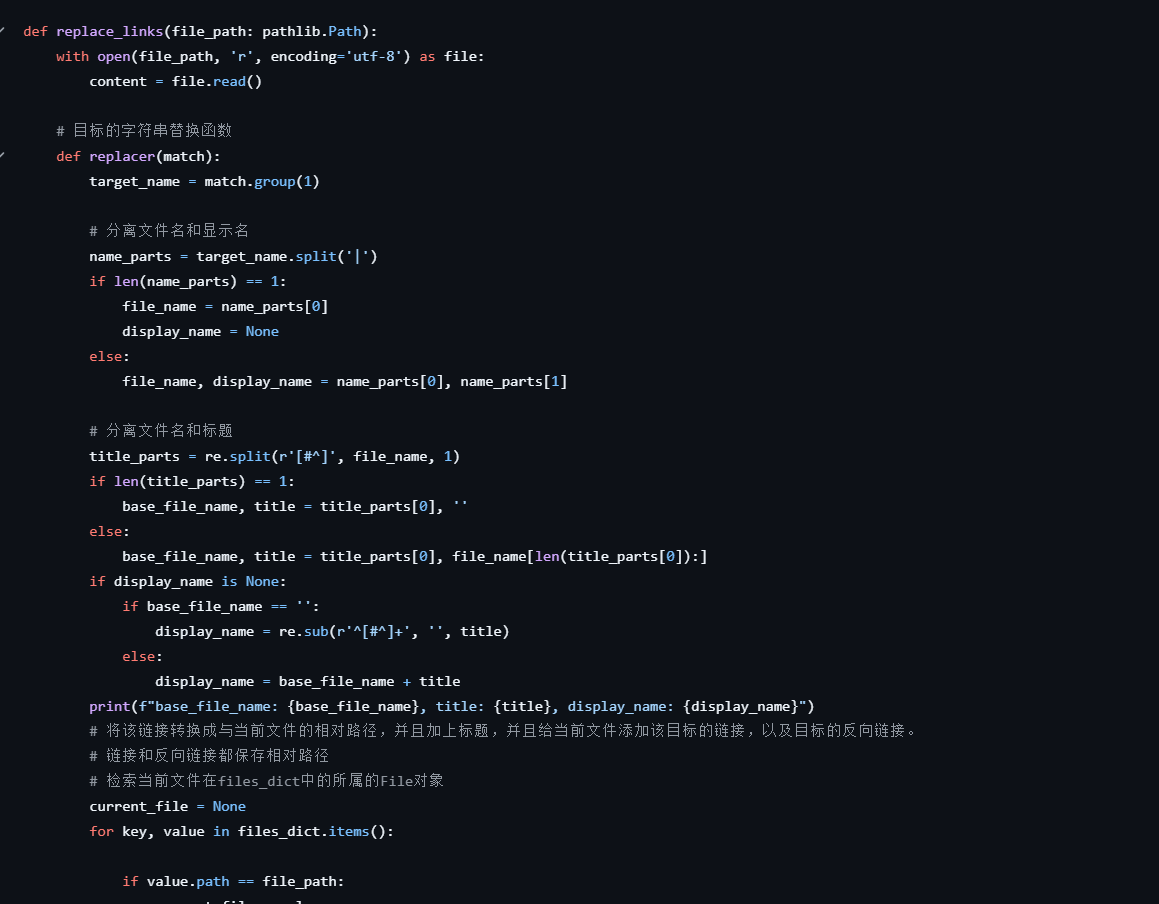 def replace_links(file_path: pathlib.Path):
    with open(file_path, 'r', encoding='utf-8') as file:
        content = file.read()
    # 目标的字符串替换函数
    def replacer(match):
        target_name = match.group(1)
        # 分离文件名和显示名
        name_parts = target_name.split('|')
        if len(name_parts) == 1:
            file_name = name_parts[0]
            display_name = None
        else:
            file_name, display_name = name_parts[0], name_parts[1]
        # 分离文件名和标题
        title_parts = re.split(r'[#^]', file_name, 1)
        if len(title_parts) == 1:
            base_file_name, title = title_parts[0], ''
        else:
            base_file_name, title = title_parts[0], file_name[len(title_parts[0]):]
        if display_name is None:
            if base_file_name == '':
                display_name = re.sub(r'^[#^]+', '', title)
            else:
                display_name = base_file_name + title
        print(f"base_file_name: {base_file_name}, title: {title}, display_name: {display_name}")
        # 将该链接转换成与当前文件的相对路径，并且加上标题，并且给当前文件添加该目标的链接，以及目标的反向链接。
        # 链接和反向链接都保存相对路径
        # 检索当前文件在files_dict中的所属的File对象
        current_file = None
        for key, value in files_dict.items():
            if value.path == file_path: